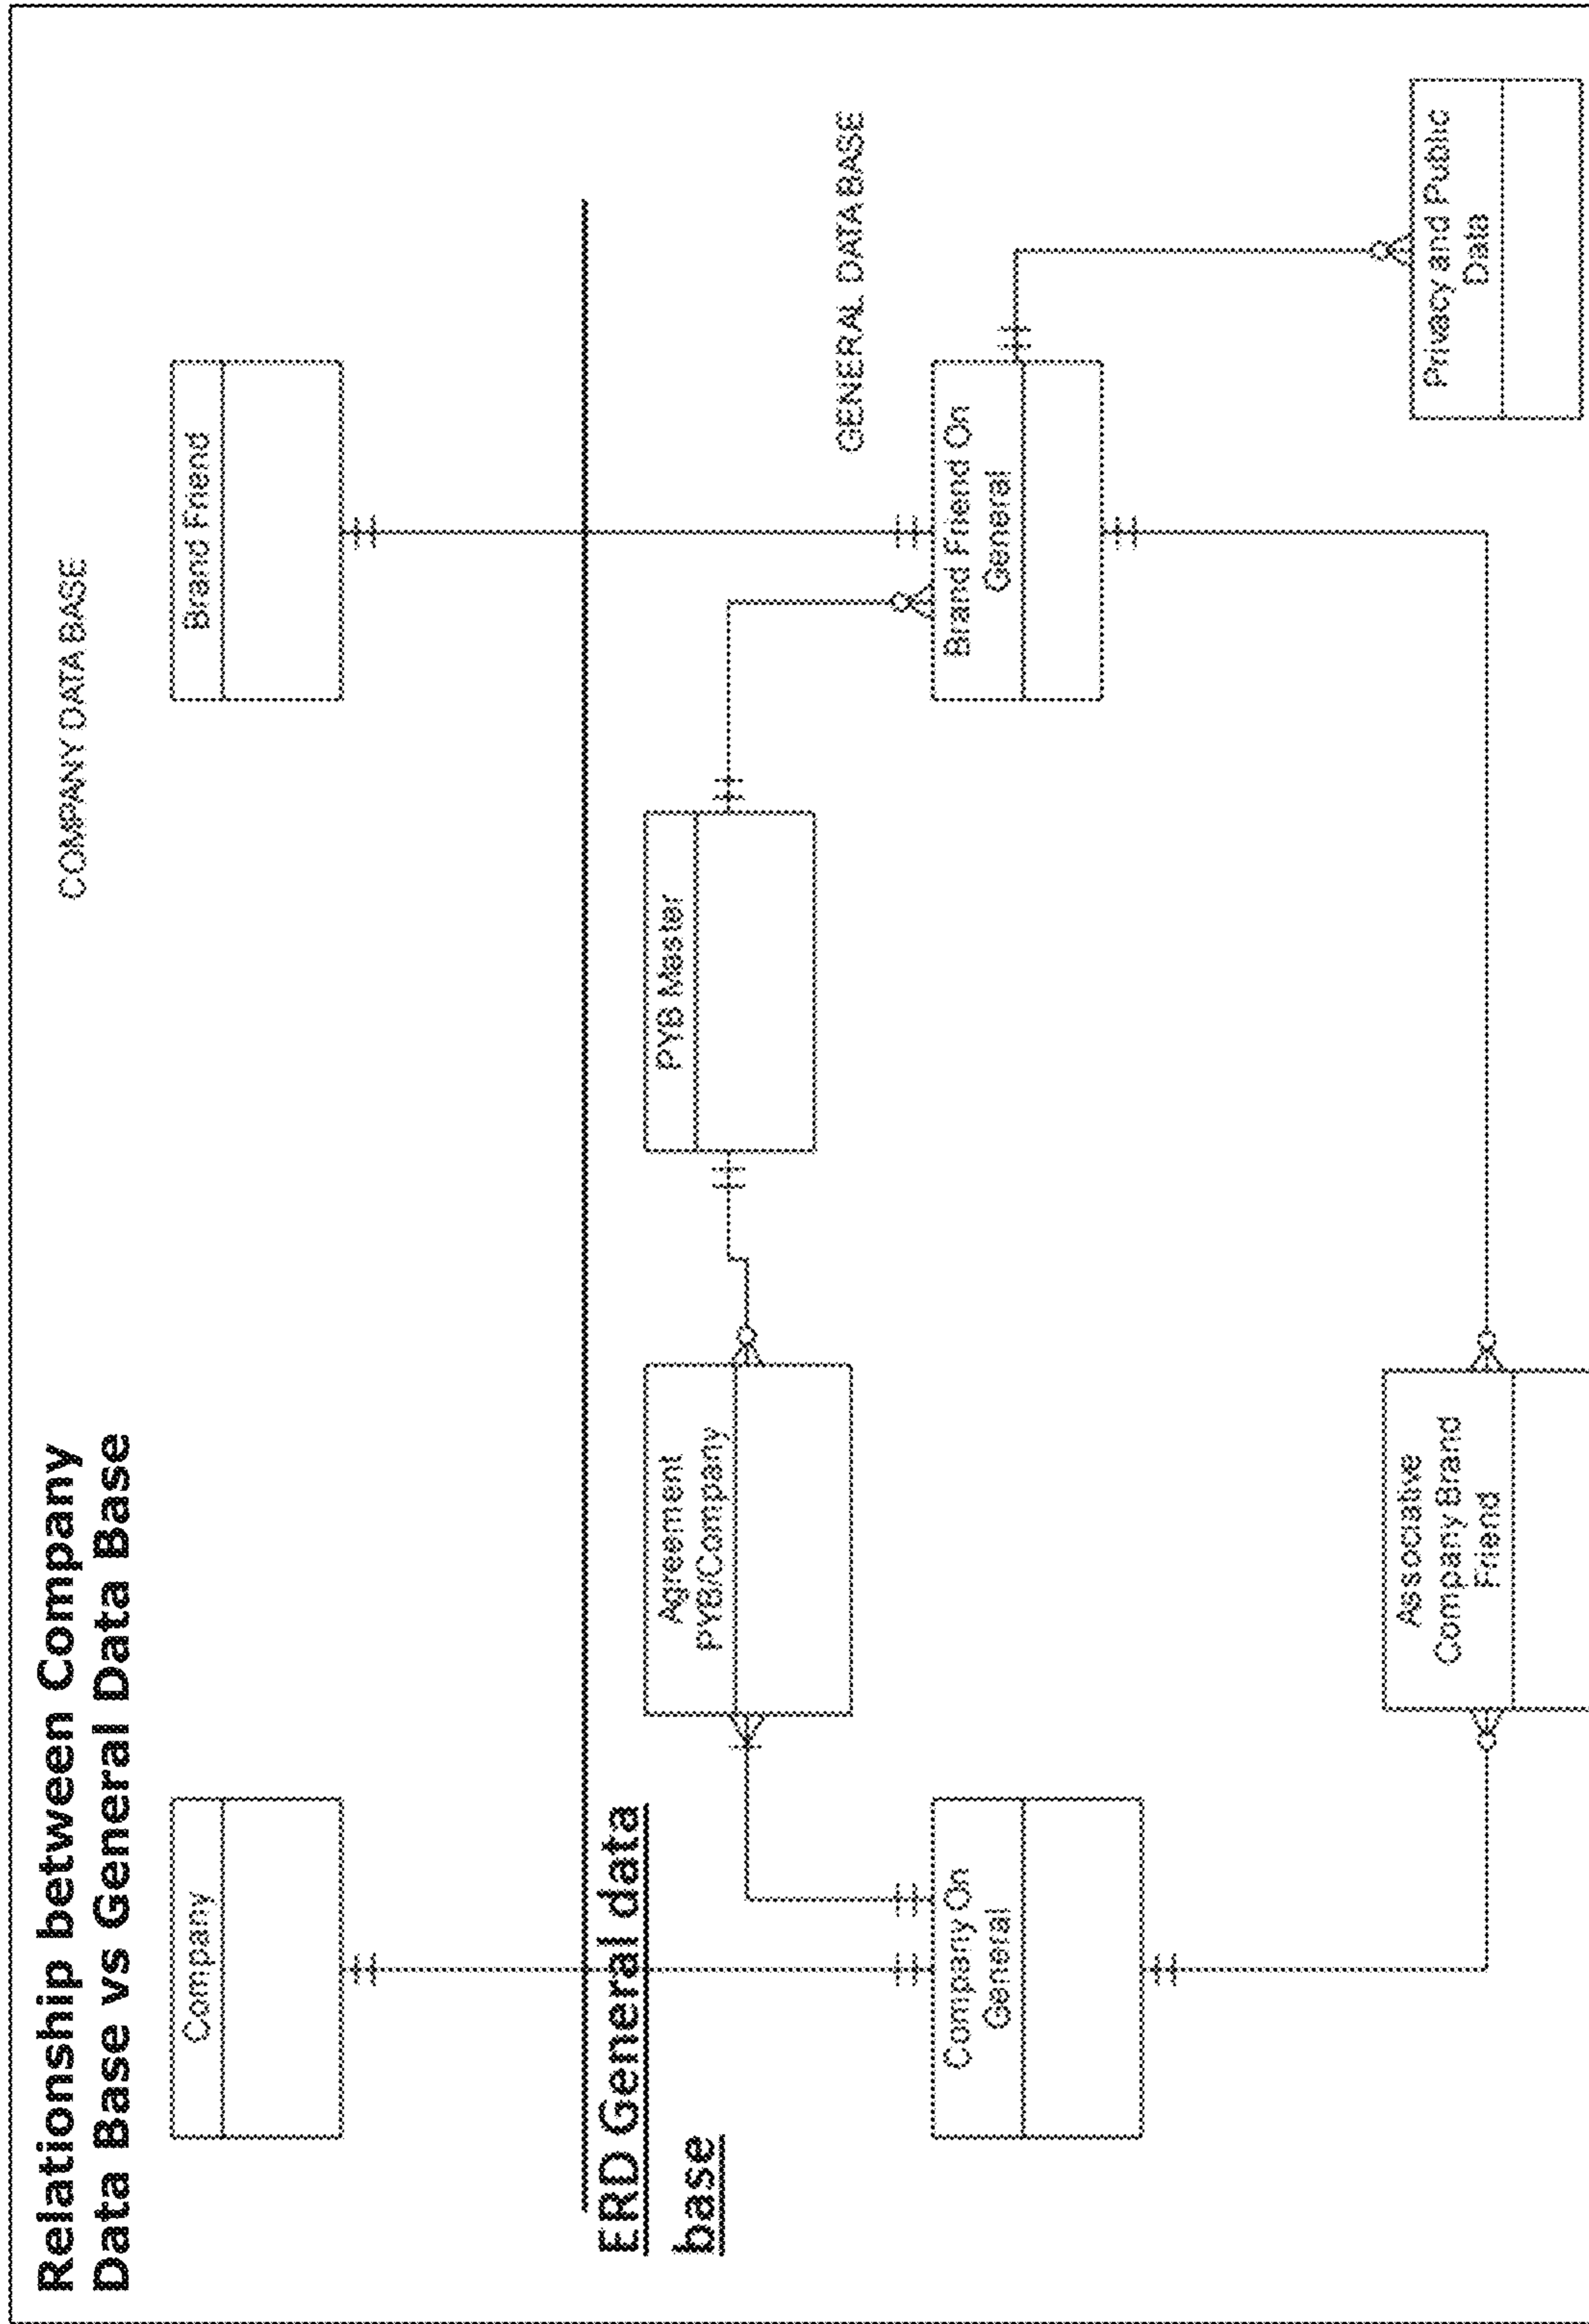 Relationship between Company
Data Base vs General Data Base
COMPANY DATA BASE
Company
Brand Friend
ERD General data
base
Agreement
PYB/Company
PYB Master
GENERAL DATA BASE
Company On
General
Brand Friend On
General
Associative
Company Brand
Friend
Privacy and Public
Data